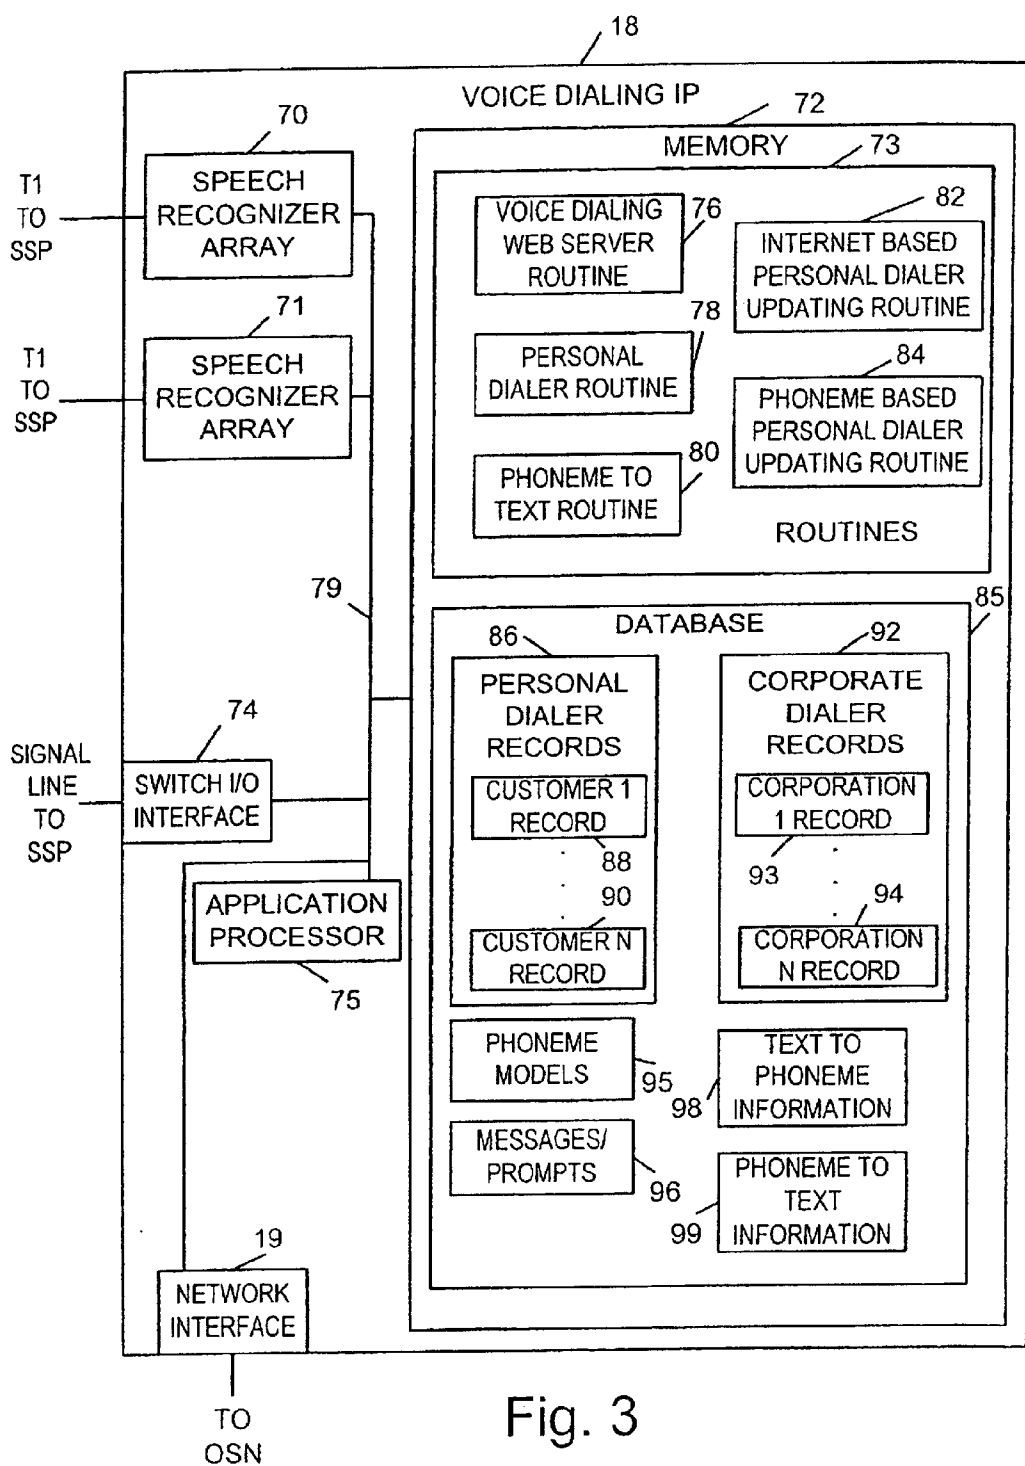 18
VOICE DIALING IP
70
SPEECH
RECOGNIZER
ARRAY
T1
TO
SSP
71
SPEECH
RECOGNIZER
ARRAY
T1
TO
SSP
79
74
SIGNAL
LINE
TO
SSP
SWITCH I/O
INTERFACE
APPLICATION
PROCESSOR
75
19
NETWORK
INTERFACE
TO
OSN
72
MEMORY
73
VOICE DIALING
WEB SERVER
ROUTINE
76
82
INTERNET BASED
PERSONAL DIALER
UPDATING ROUTINE
78
PERSONAL
DIALER ROUTINE
84
PHONEME BASED
PERSONAL DIALER
UPDATING ROUTINE
80
PHONEME TO
TEXT ROUTINE
ROUTINES
85
DATABASE
86
PERSONAL
DIALER
RECORDS
CUSTOMER 1
RECORD
88
90
CUSTOMER N
RECORD
92
CORPORATE
DIALER
RECORDS
CORPORATION
1 RECORD
93
94
CORPORATION
N RECORD
PHONEME
MODELS
95
TEXT TO
PHONEME
INFORMATION
98
MESSAGES/
PROMPTS
96
PHONEME TO
TEXT
INFORMATION
99
Fig. 3